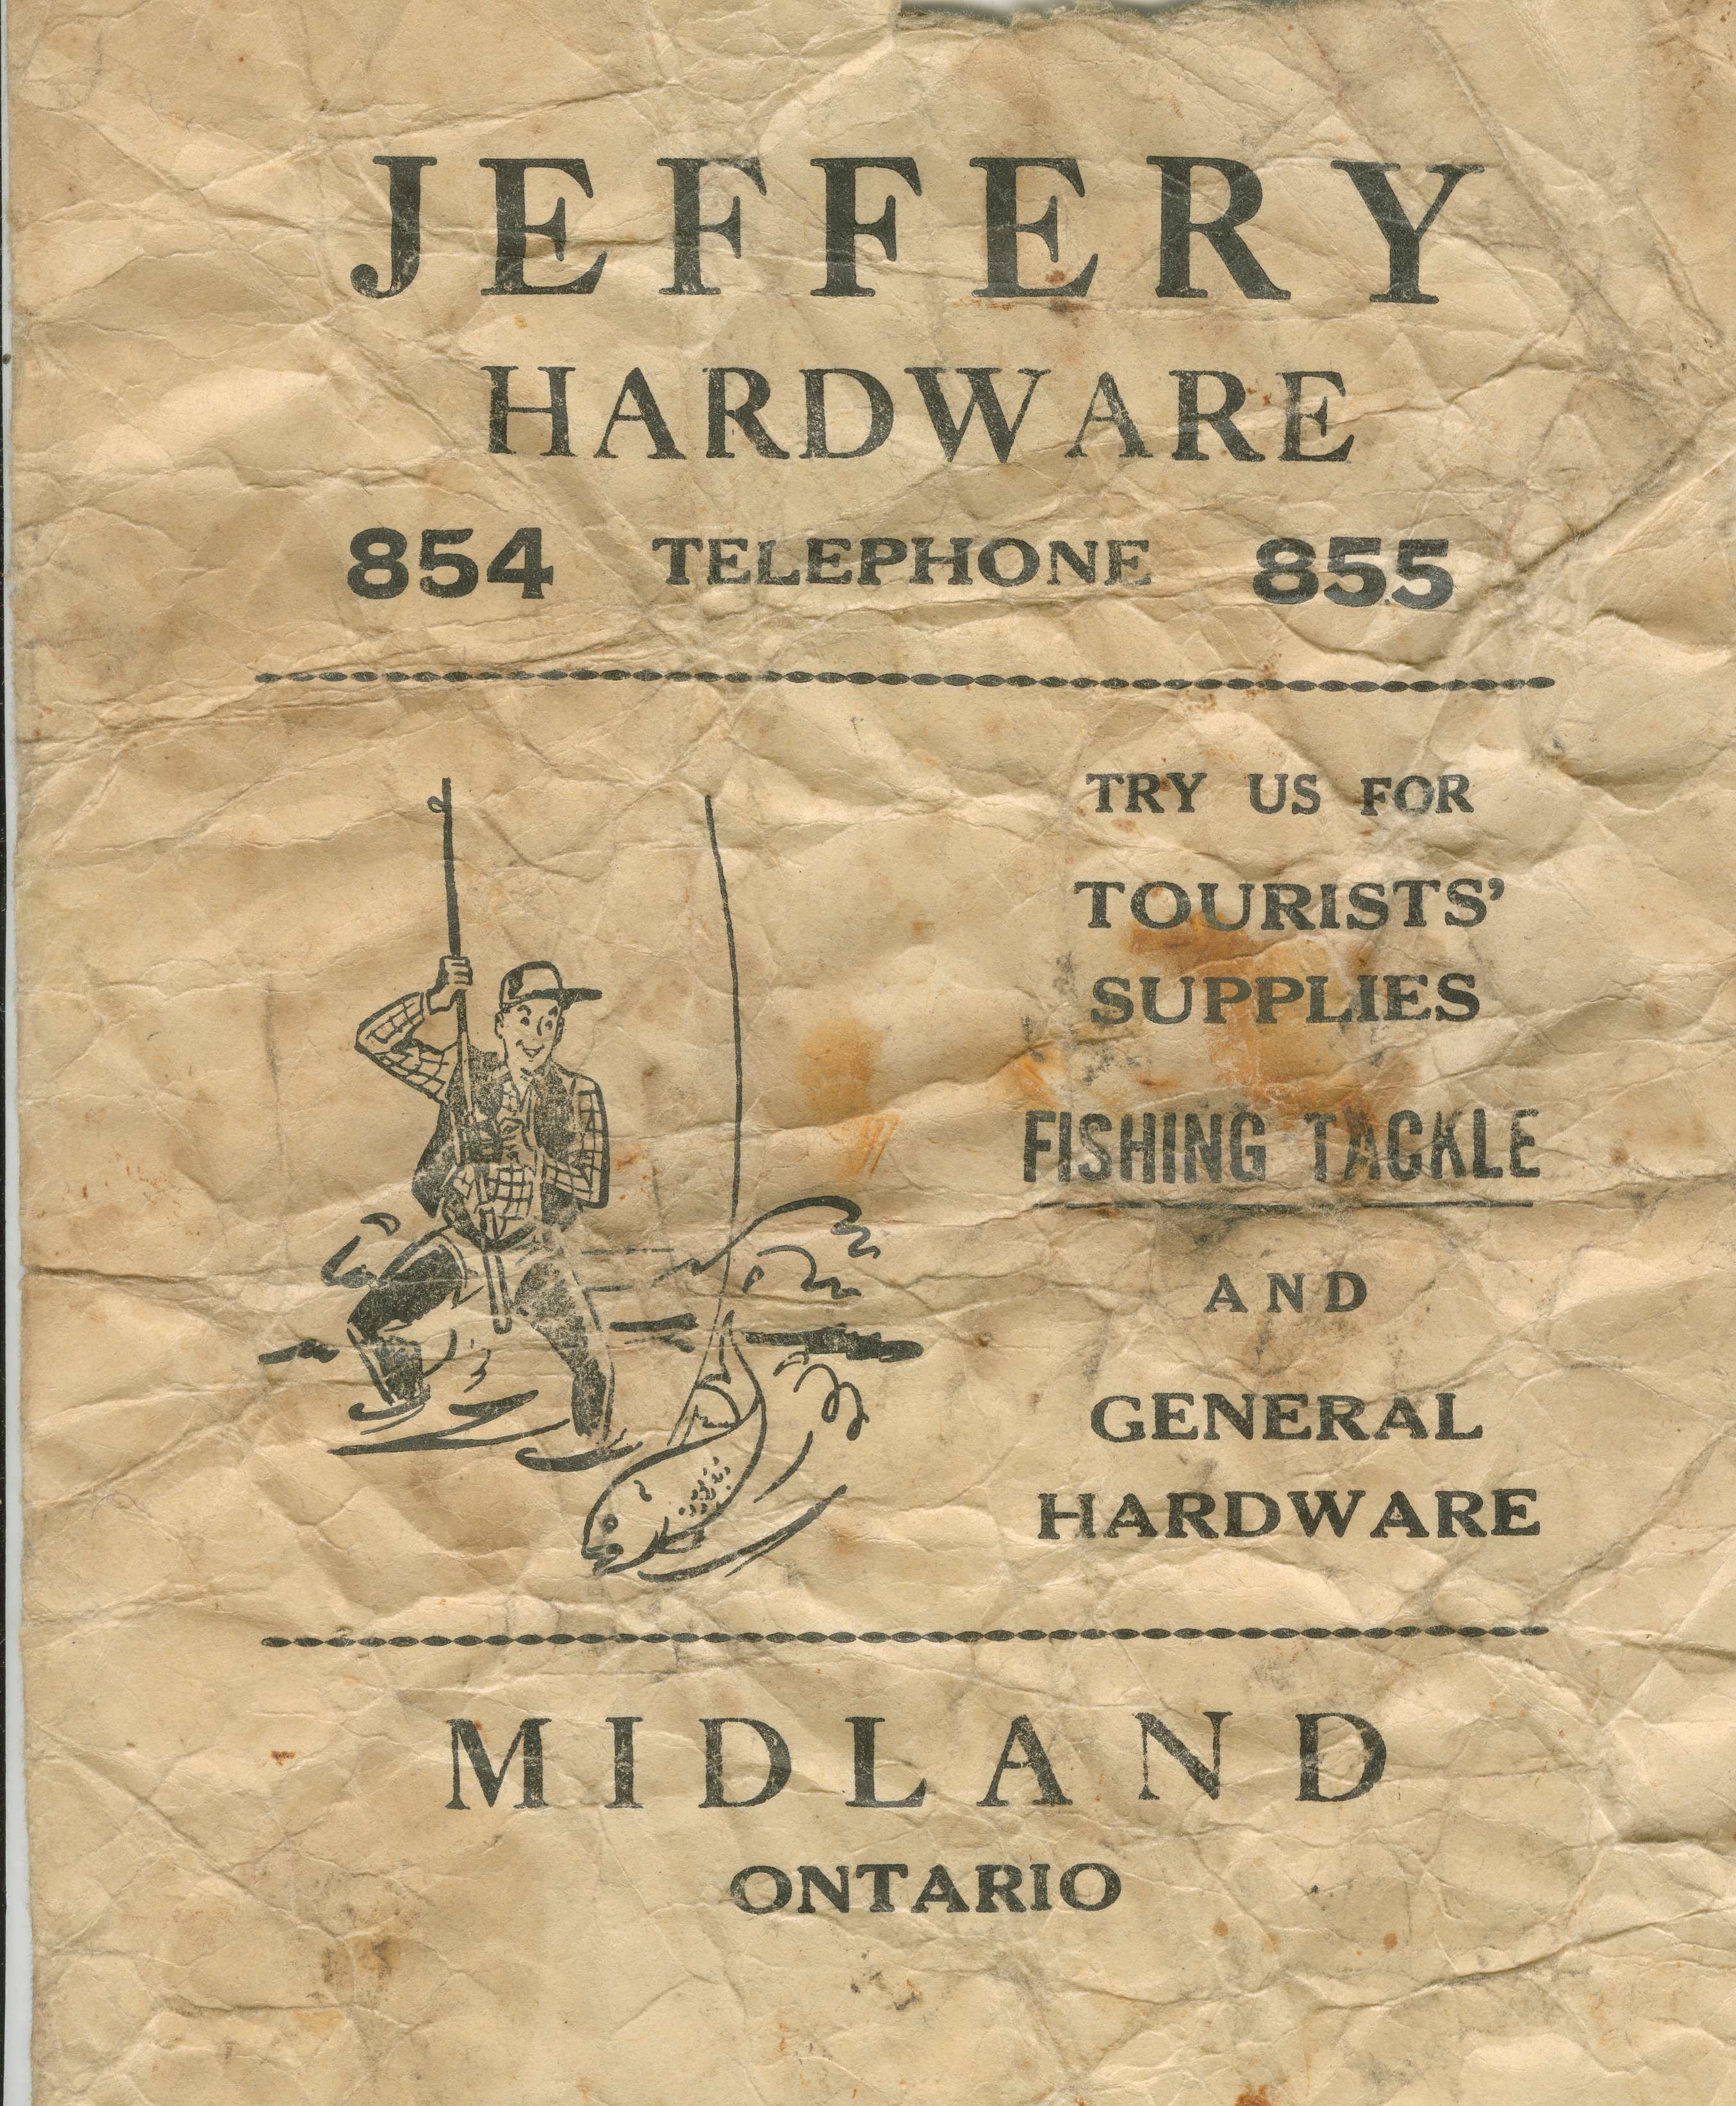 JEFFERY
HARDWARE
854 TELEPHONE 855
TRY US FOR
TOURISTS'
SUPPLIES
FISHING TACKLE
AND
GENERAL
HARDWARE
MIDLAND
ONTARIO